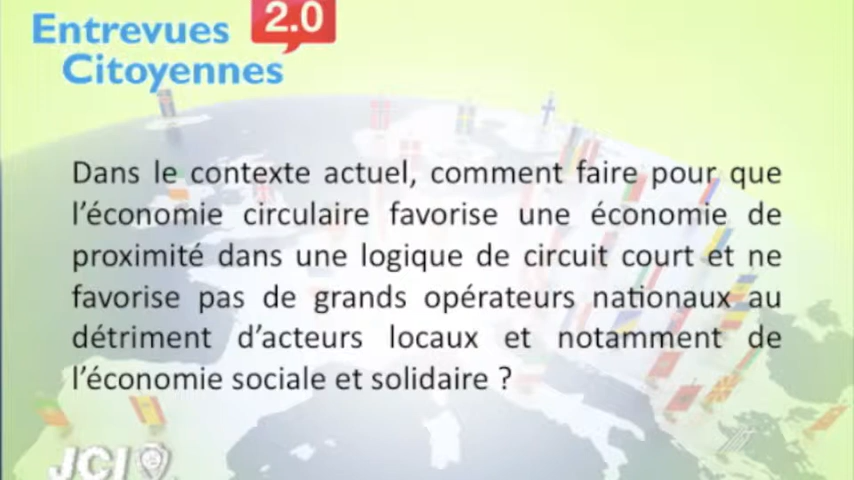 Entrevues 2.0
Citoyennes
Dans le contexte actuel, comment faire pour que
l'économie circulaire favorise une économie de
proximité dans une logique de circuit court et ne
favorise pas de grands opérateurs nationaux au
détriment d'acteurs locaux et notamment de
l'économie sociale et solidaire ?
JCI